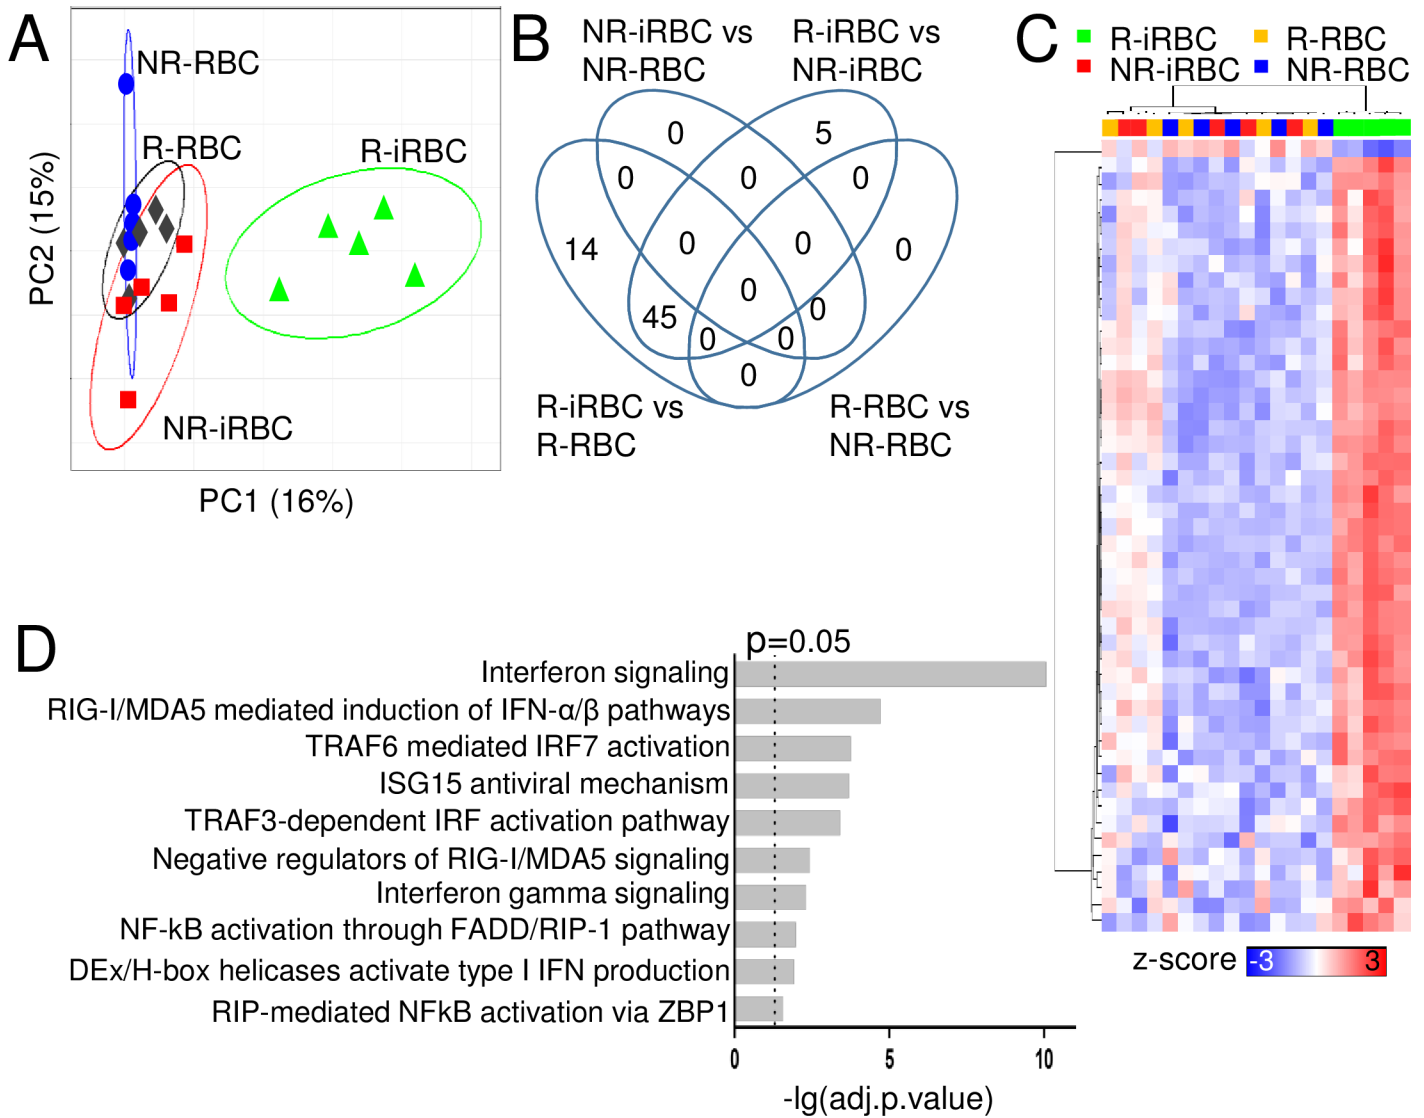 A
NR-RBC
R-RBC
R-iRBC
NR-iRBC
PC2 (15%)
PC1 (16%)
B
NR-iRBC vs
NR-RBC
R-iRBC vs
NR-iRBC
0
5
0
0
0
14
0
0
0
0
45
0
0
0
0
R-iRBC vs
R-RBC
R-RBC vs
NR-RBC
C
R-iRBC
R-RBC
NR-iRBC
NR-RBC
z-score
-3
3
D
p=0.05
Interferon signaling
RIG-I/MDA5 mediated induction of IFN-α/β pathways
TRAF6 mediated IRF7 activation
ISG15 antiviral mechanism
TRAF3-dependent IRF activation pathway
Negative regulators of RIG-I/MDA5 signaling
Interferon gamma signaling
NF-kB activation through FADD/RIP-1 pathway
DEx/H-box helicases activate type I IFN production
RIP-mediated NFkB activation via ZBP1
0
5
10
-lg(adj.p.value)